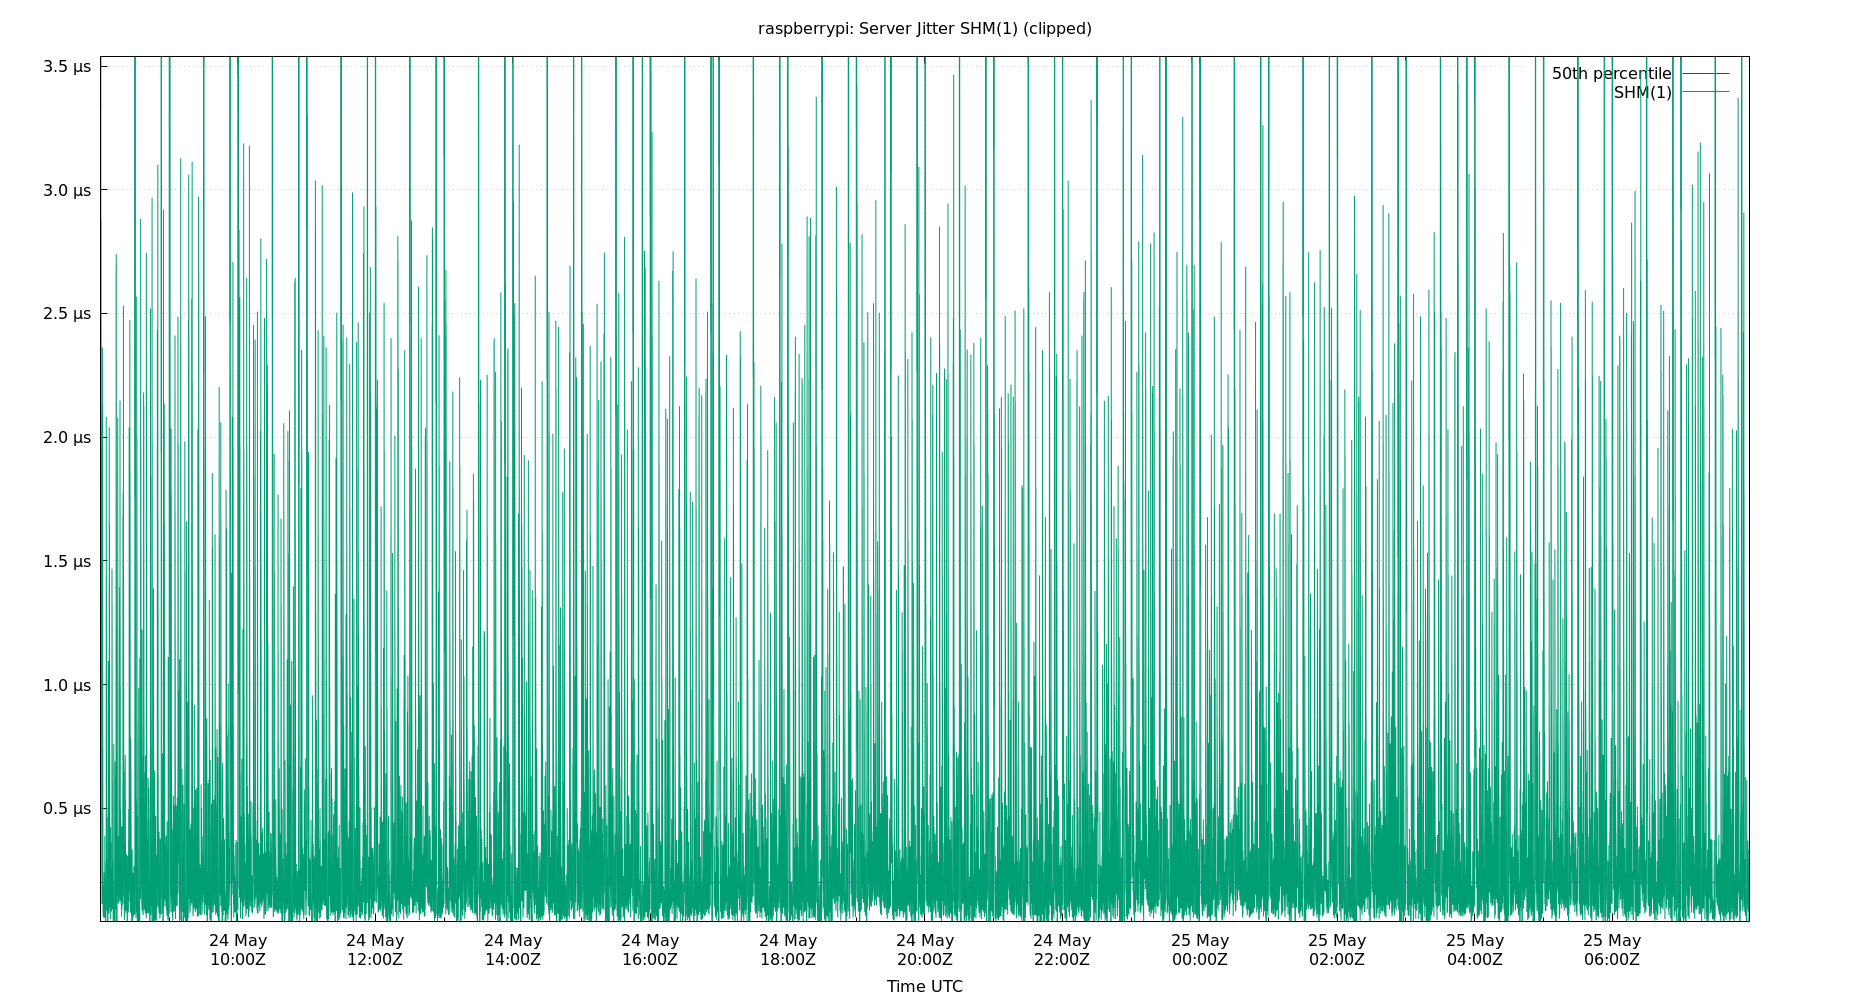 raspberrypi: Server Jitter SHM(1) (clipped)
3.5 µs
3.0 µs
2.5 µs
2.0 µs
1.5 µs
1.0 µs
0.5 µs
50th percentile
SHM(1)
24 May 24 May 24 May 24 May 24 May 24 May 24 May 25 May 25 May 25 May 25 May
10:00Z 12:00Z 14:00Z 16:00Z 18:00Z 20:00Z 22:00Z 00:00Z 02:00Z 04:00Z 06:00Z
Time UTC